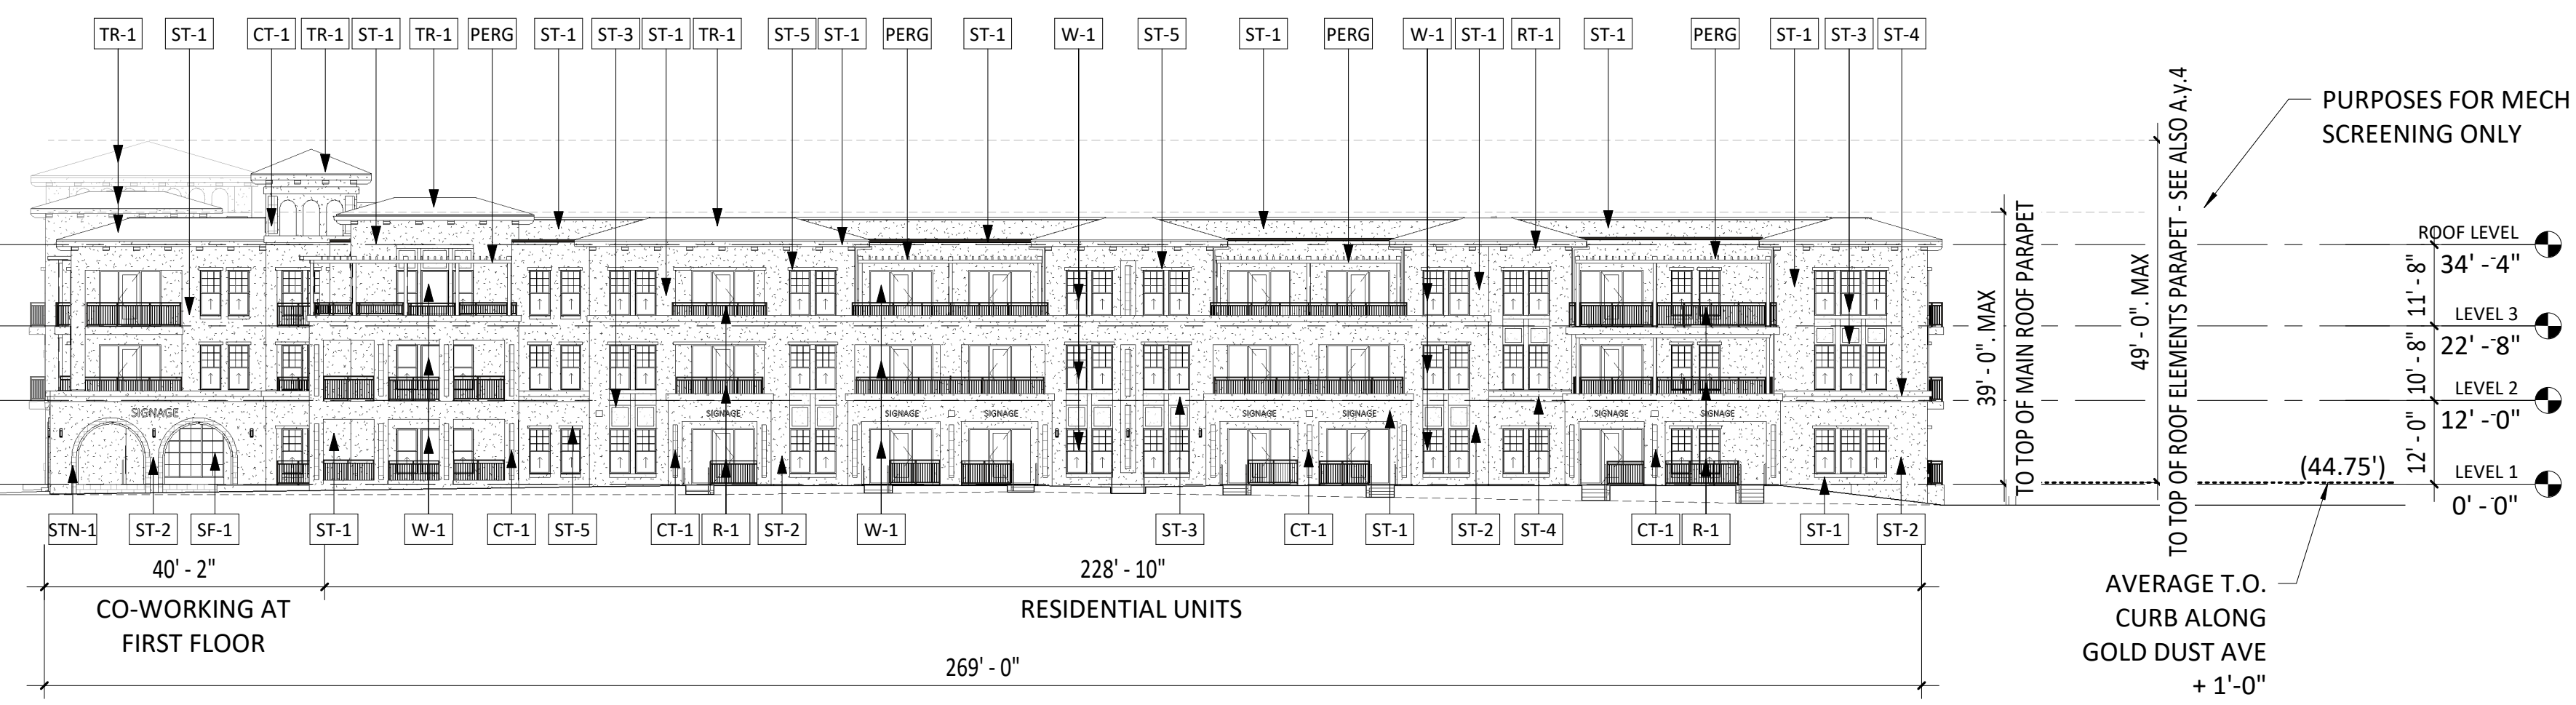 TR-1 ST-1 CT-1 TR-1 ST-1 TR-1 PERG ST-1 ST-3 ST-1 TR-1 ST-5 ST-1 PERG ST-1 W-1 ST-5 ST-1 PERG W-1 ST-1 RT-1 ST-1 PERG ST-1 ST-3 ST-4
PURPOSES FOR MECH
SCREENING ONLY
TO TOP OF MAIN ROOF PARAPET
39' - 0". MAX
49' - 0". MAX
TO TOP OF ROOF ELEMENTS PARAPET - SEE ALSO A.y.4
ROOF LEVEL
34' - 4"
11' - 8"
LEVEL 3
22' - 8"
10' - 8"
LEVEL 2
12' - 0"
12' - 0"
LEVEL 1
0' - 0"
(44.75')
SIGNAGE SIGNAGE SIGNAGE SIGNAGE SIGNAGE SIGNAGE SIGNAGE SIGNAGE
STN-1 ST-2 SF-1 ST-1 W-1 CT-1 ST-5 CT-1 R-1 ST-2 W-1 ST-3 CT-1 ST-1 ST-2 ST-4 CT-1 R-1 ST-1 ST-2
40' - 2"
228' - 10"
CO-WORKING AT
FIRST FLOOR
RESIDENTIAL UNITS
269' - 0"
AVERAGE T.O.
CURB ALONG
GOLD DUST AVE
+ 1'-0"